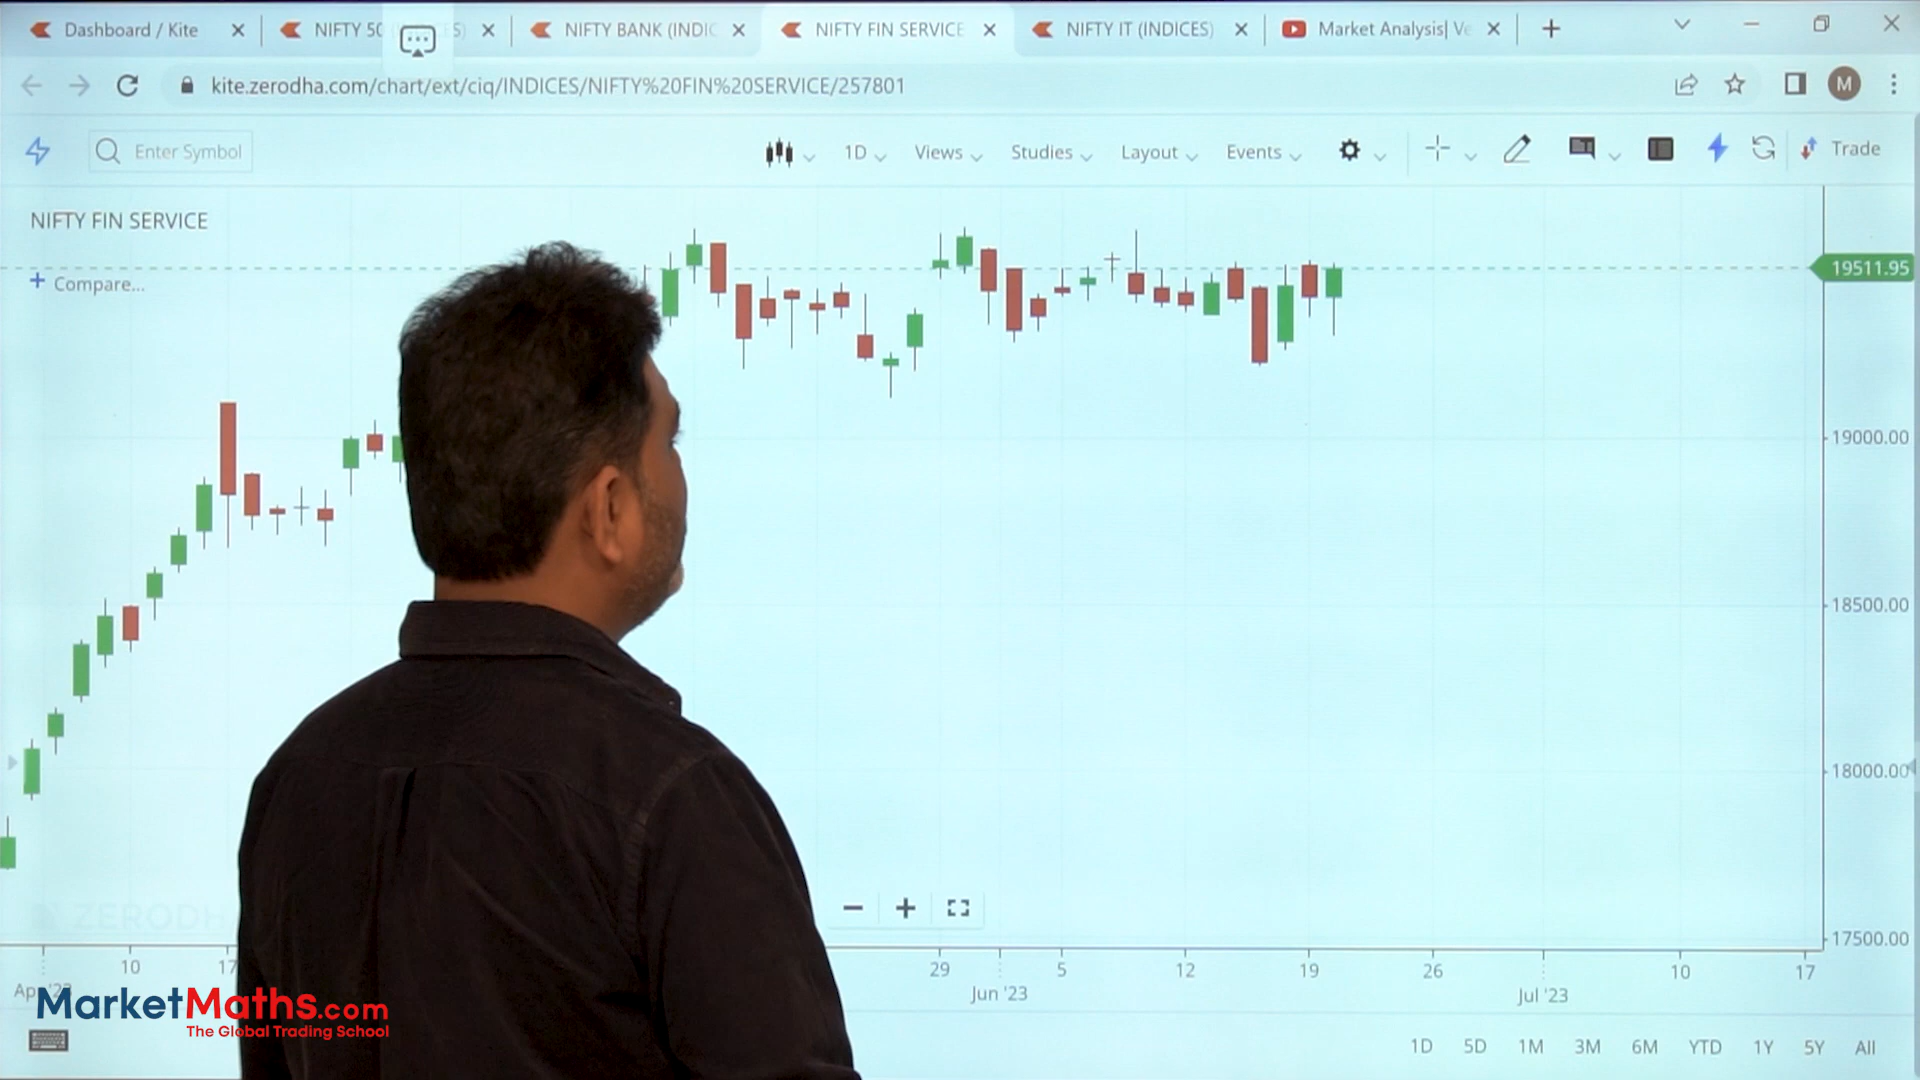 Dashboard / Kite
NIFTY 50
NIFTY BANK (INDIC
NIFTY FIN SERVICE
NIFTY IT (INDICES)
Market Analysis| Ve
kite.zerodha.com/chart/ext/ciq/INDICES/NIFTY%20FIN%20SERVICE/257801
M
Enter Symbol
1D
Views
Studies
Layout
Events
Trade
NIFTY FIN SERVICE
+ Compare...
19511.95
19000.00
18500.00
18000.00
17500.00
ZERODHA
10
17
29
5
12
19
26
10
17
Jun '23
Jul '23
MarketMaths.com
The Global Trading School
1D 5D 1M 3M 6M YTD 1Y 5Y All